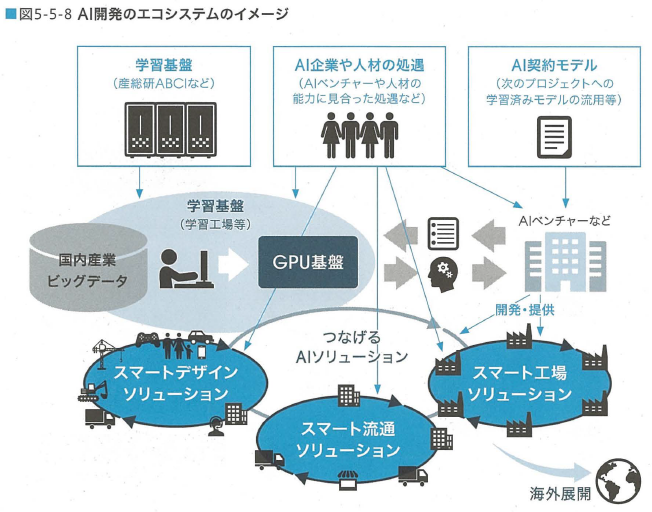 図5-5-8 AI開発のエコシステムのイメージ
学習基盤
(産総研ABCIなど)
AI企業や人材の処遇
(AIベンチャーや人材の
能力に見合った処遇など)
AI契約モデル
(次のプロジェクトへの
学習済みモデルの流用等)
学習基盤
(学習工場等)
国内産業
ビッグデータ
GPU基盤
AIベンチャーなど
開発・提供
つなげる
AIソリューション
スマートデザイン
ソリューション
スマート流通
ソリューション
スマート工場
ソリューション
海外展開